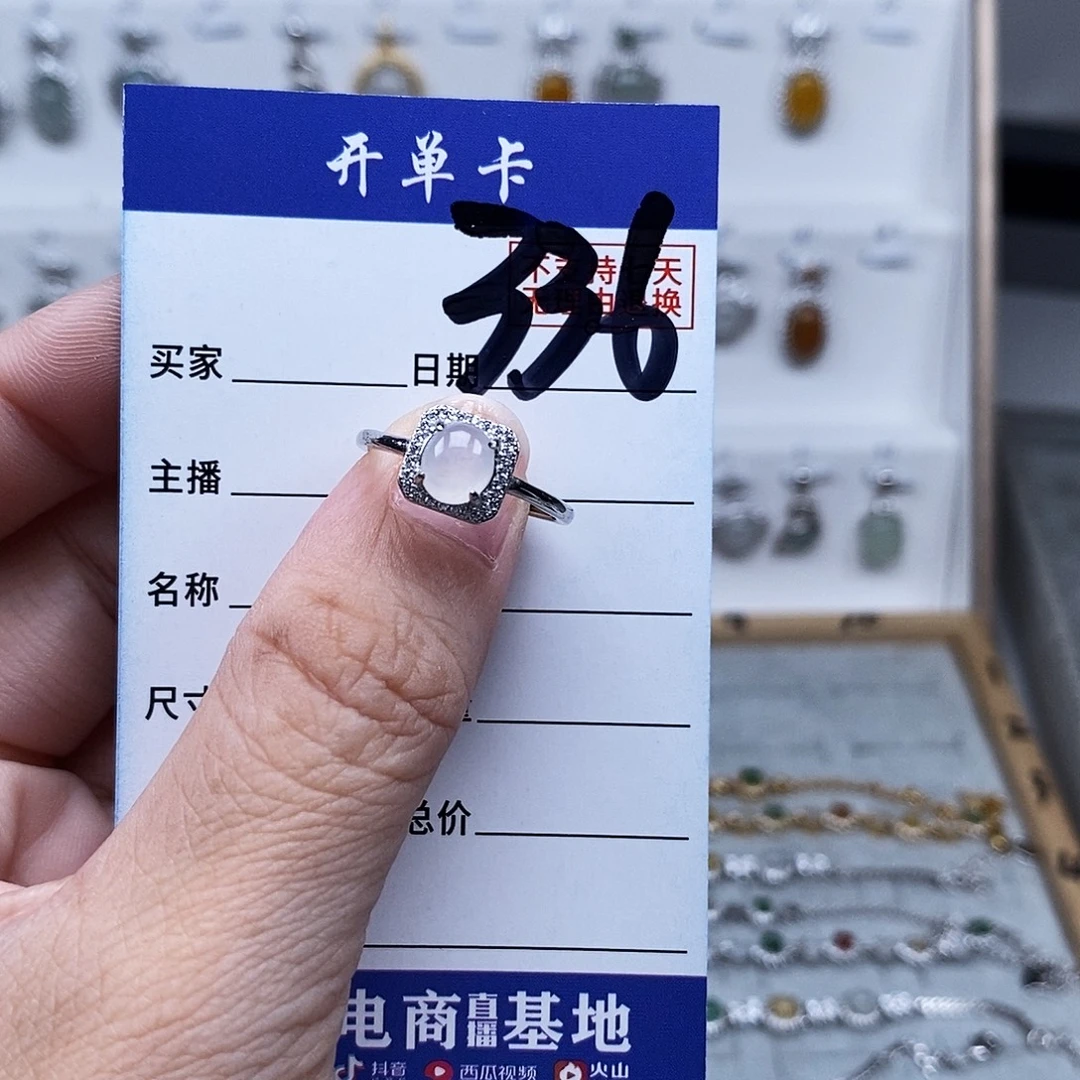 开单卡
336
不支持七天
无理由退换
买家 日期
主播
名称
尺寸
总价
电商直播基地
抖音 西瓜视频 火山